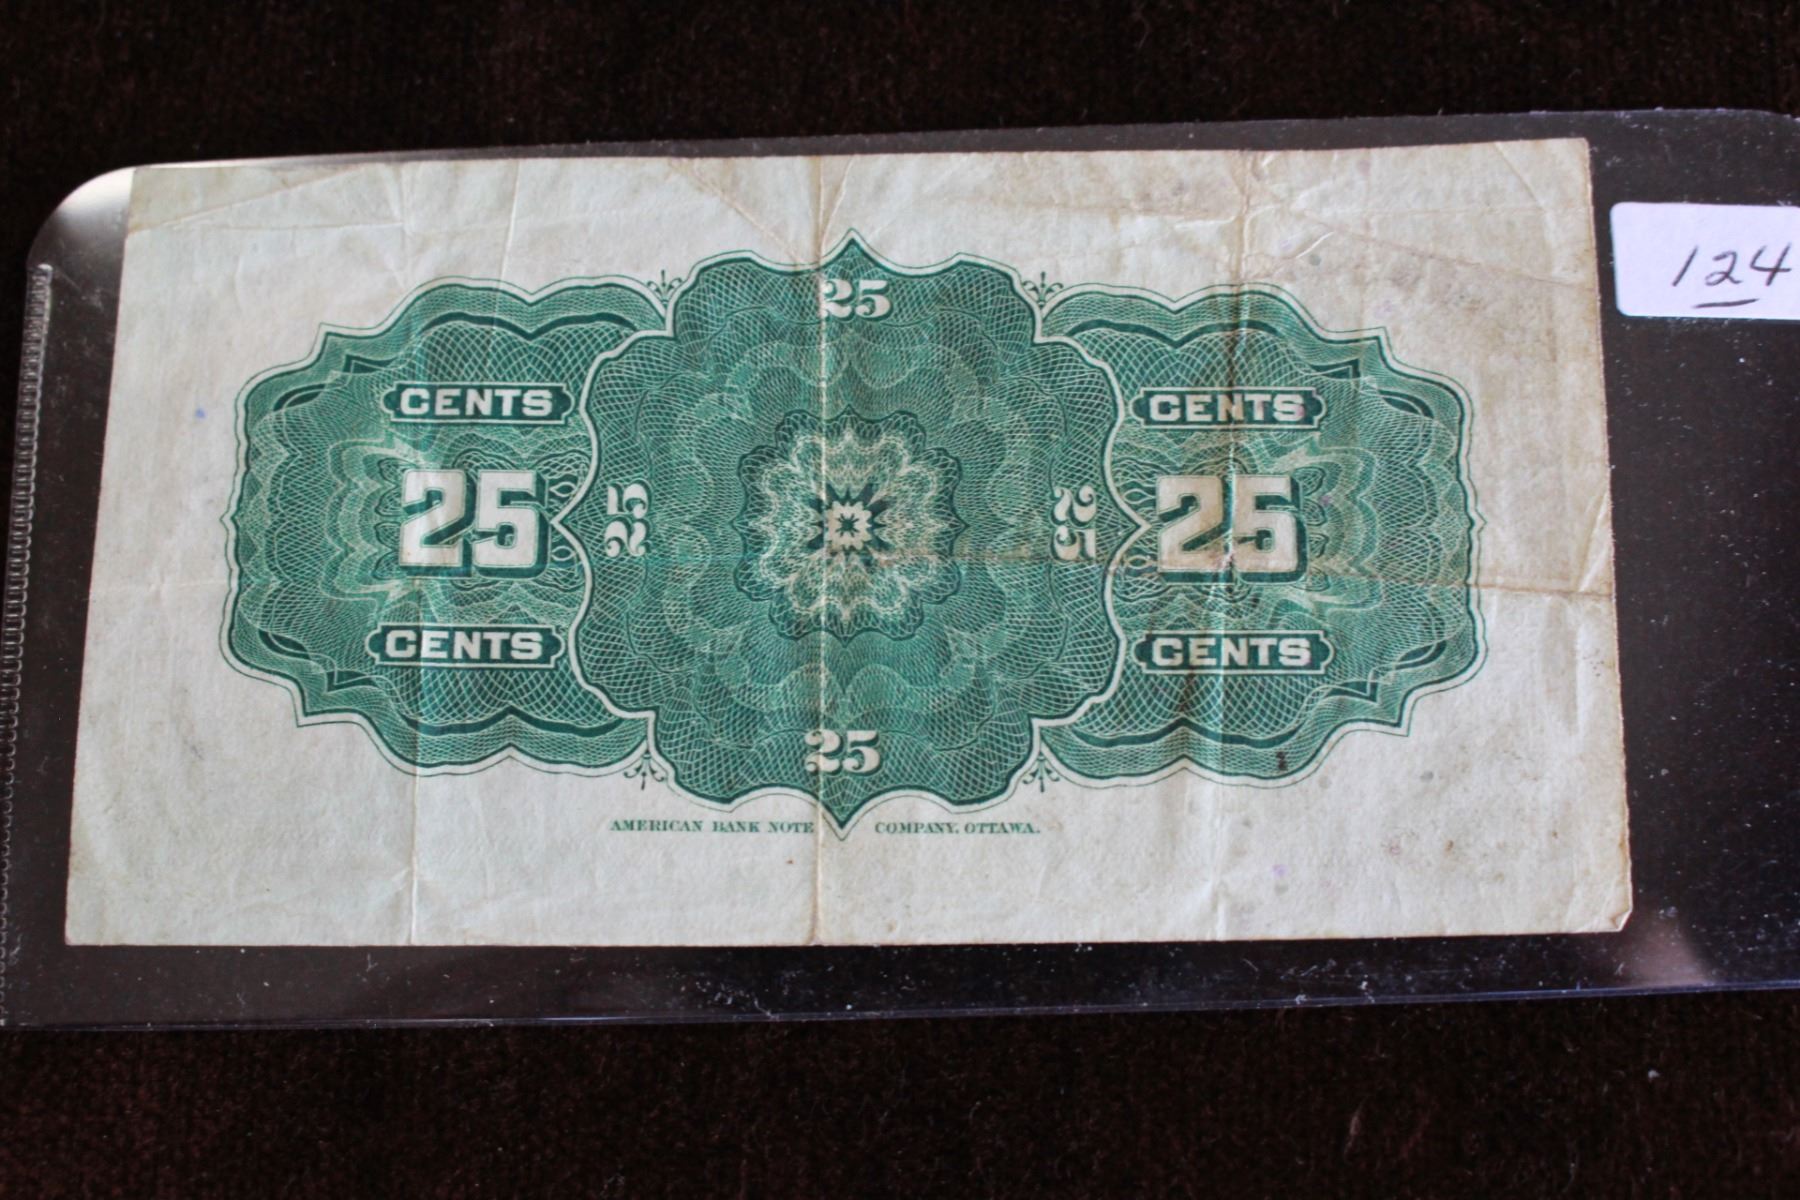 25
CENTS CENTS
25 25 25 25
CENTS CENTS
25
AMERICAN BANK NOTE COMPANY, OTTAWA.
124